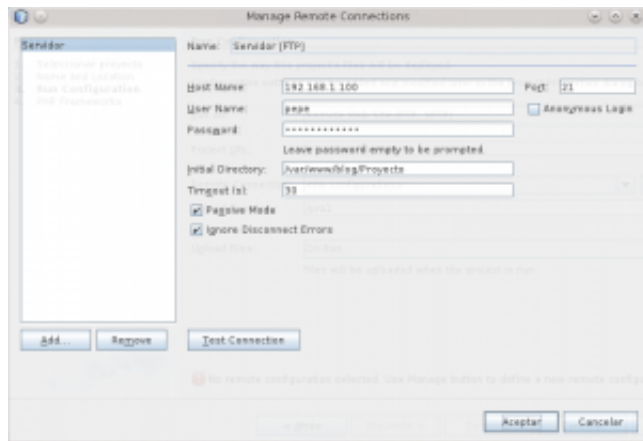 Manage Remote Connections
Servidor
Name: Servidor [FTP]
Host Name: 192.168.1.100 Port: 21
User Name: pepe Anonymous Login
Password: ••••••••••••
Leave password empty to be prompted.
Initial Directory: /var/www/blog/Proyecto
Timeout (s): 30
Passive Mode
Ignore Disconnect Errors
Add... Remove Test Connection
No remote configuration selected. Use Manage button to define a new remote
Aceptar Cancelar